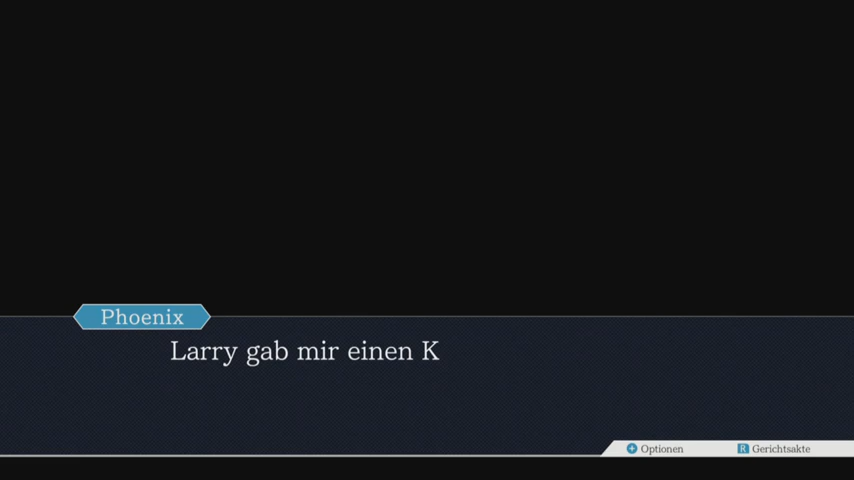 Phoenix
Larry gab mir einen K
+ Optionen R Gerichtsakte